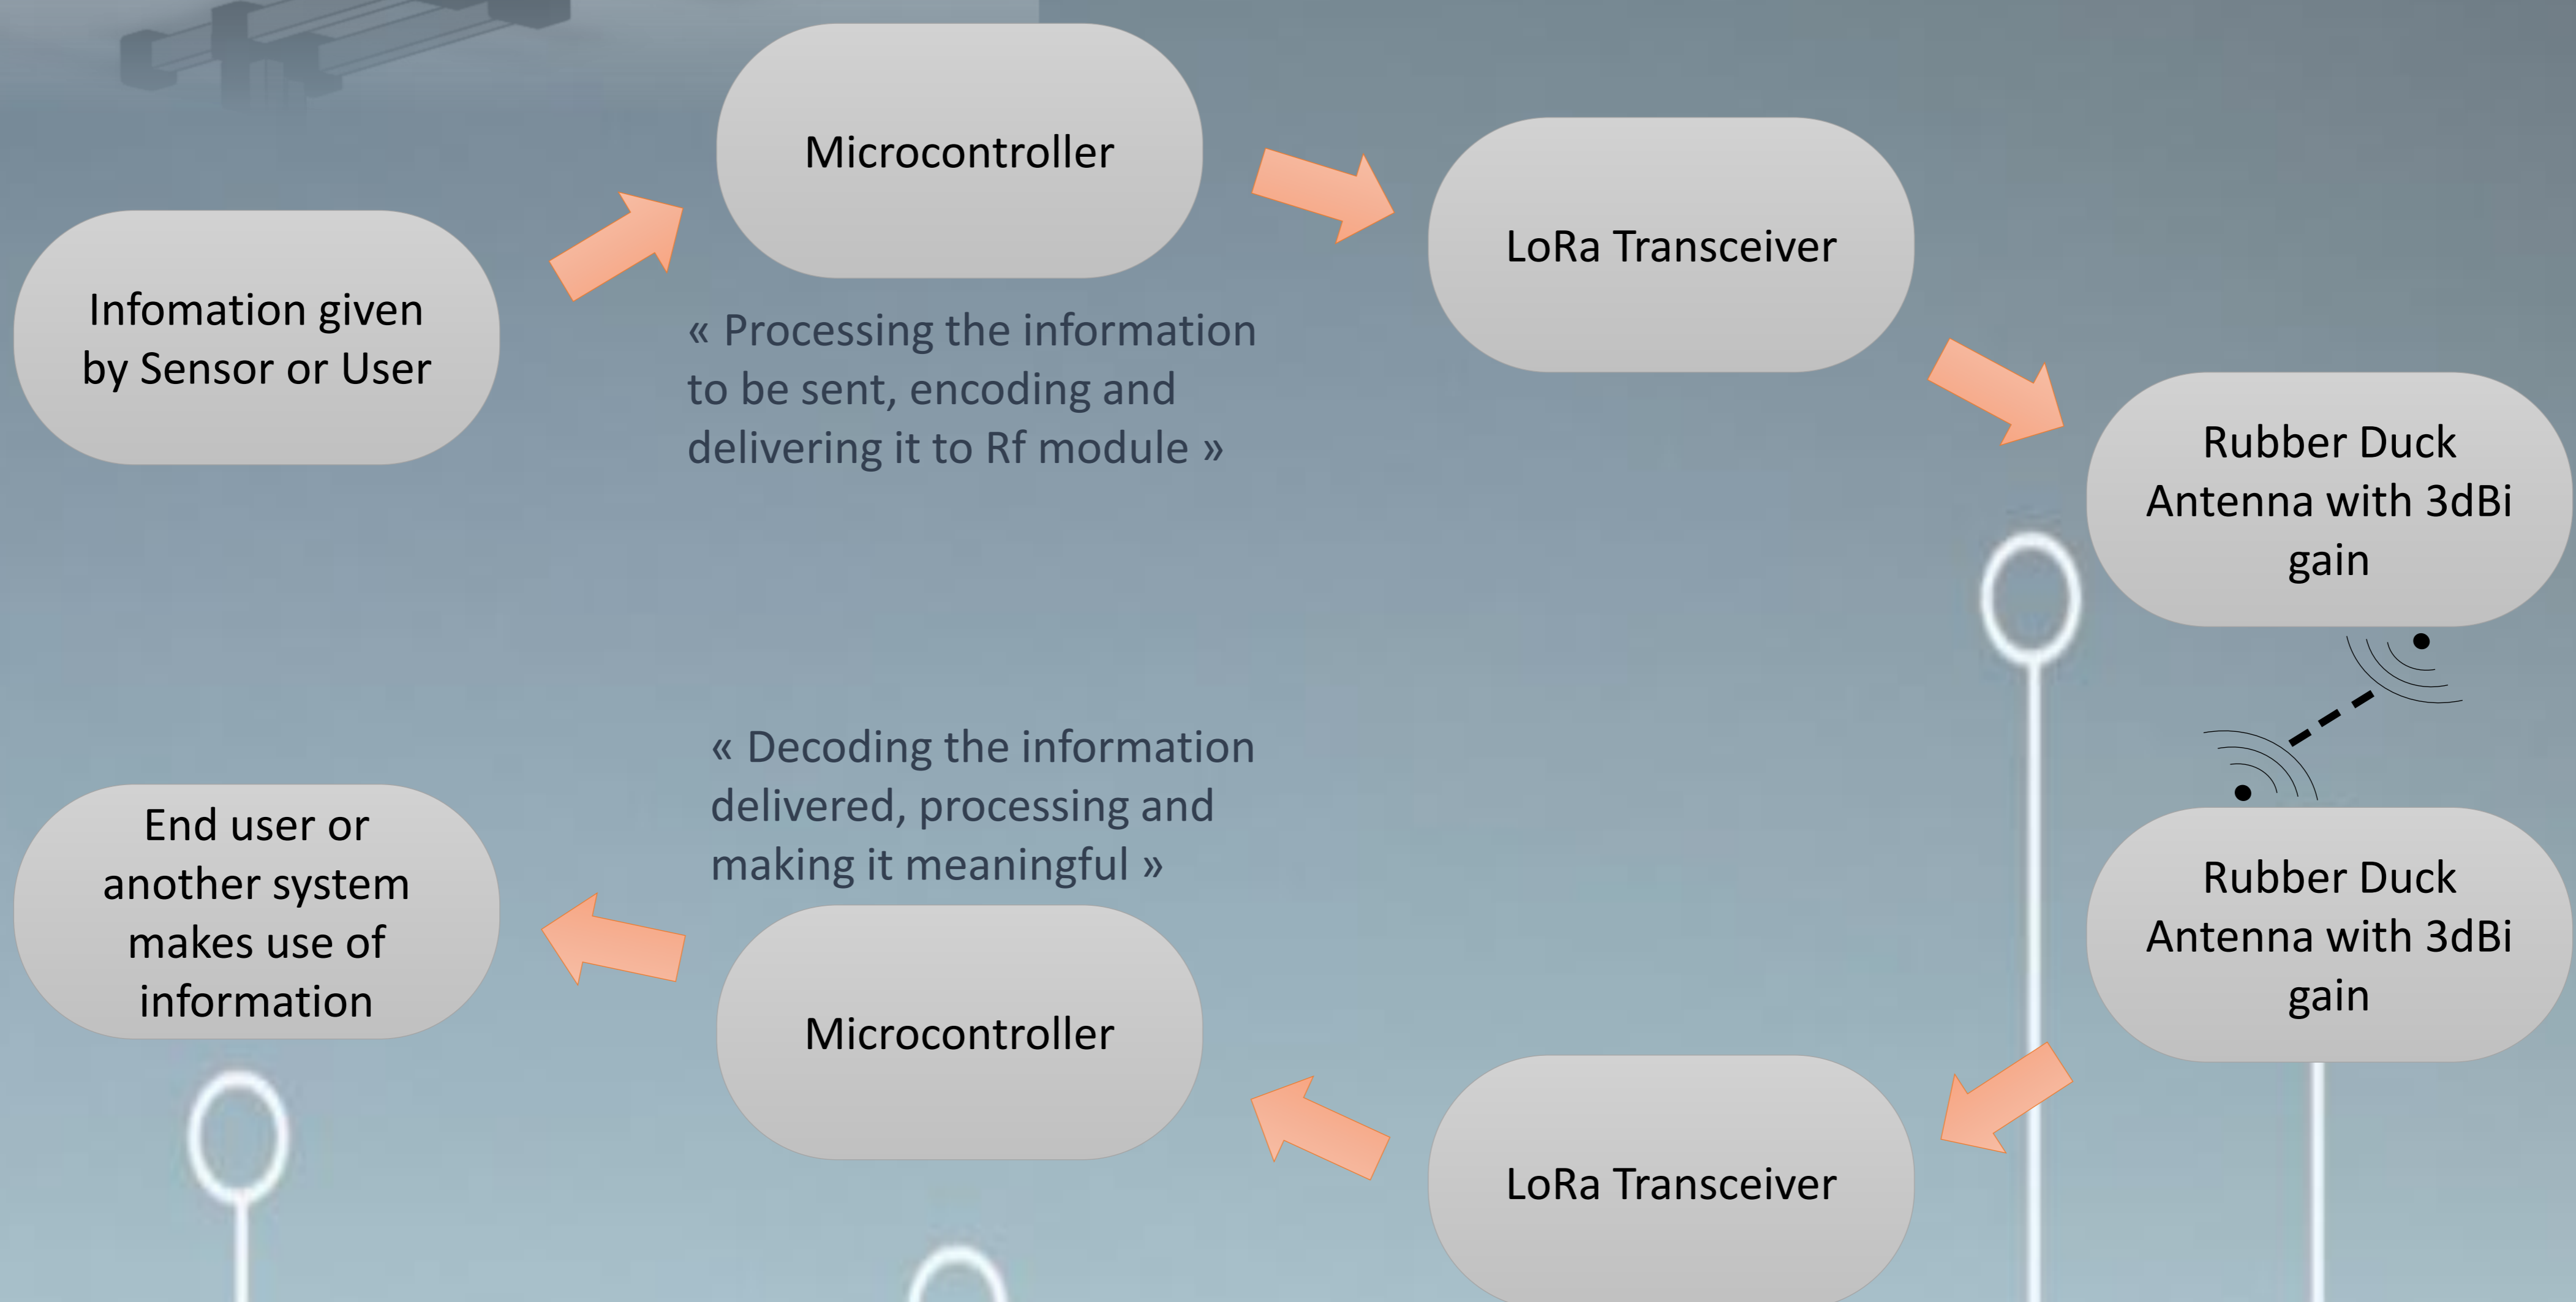 Microcontroller
LoRa Transceiver
Infomation given
by Sensor or User
« Processing the information
to be sent, encoding and
delivering it to Rf module »
Rubber Duck
Antenna with 3dBi
gain
« Decoding the information
delivered, processing and
making it meaningful »
End user or
another system
makes use of
information
Rubber Duck
Antenna with 3dBi
gain
Microcontroller
LoRa Transceiver